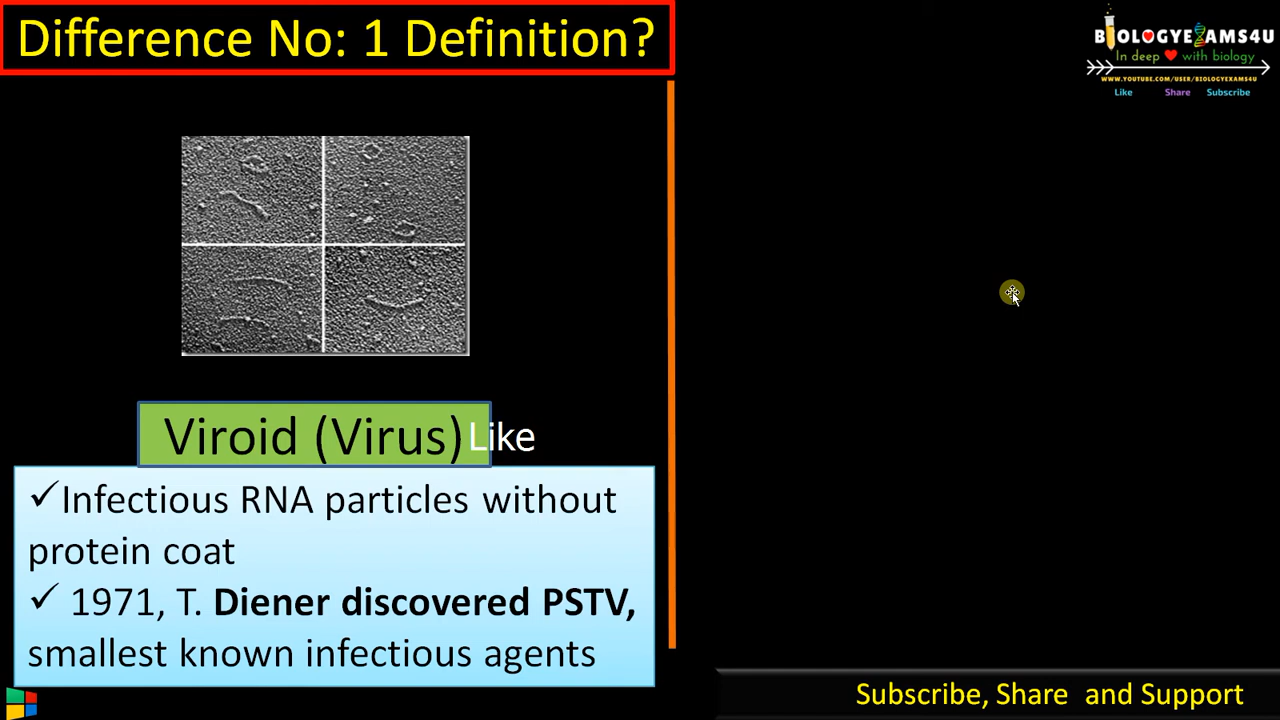 Difference No: 1 Definition?
BIOLOGYEXAMS4U
In deep with biology
WWW.YOUTUBE.COM/USER/BIOLOGYEXAMS4U
Like Share Subscribe
Viroid (Virus) Like
✓Infectious RNA particles without
protein coat
✓ 1971, T. Diener discovered PSTV,
smallest known infectious agents
Subscribe, Share and Support